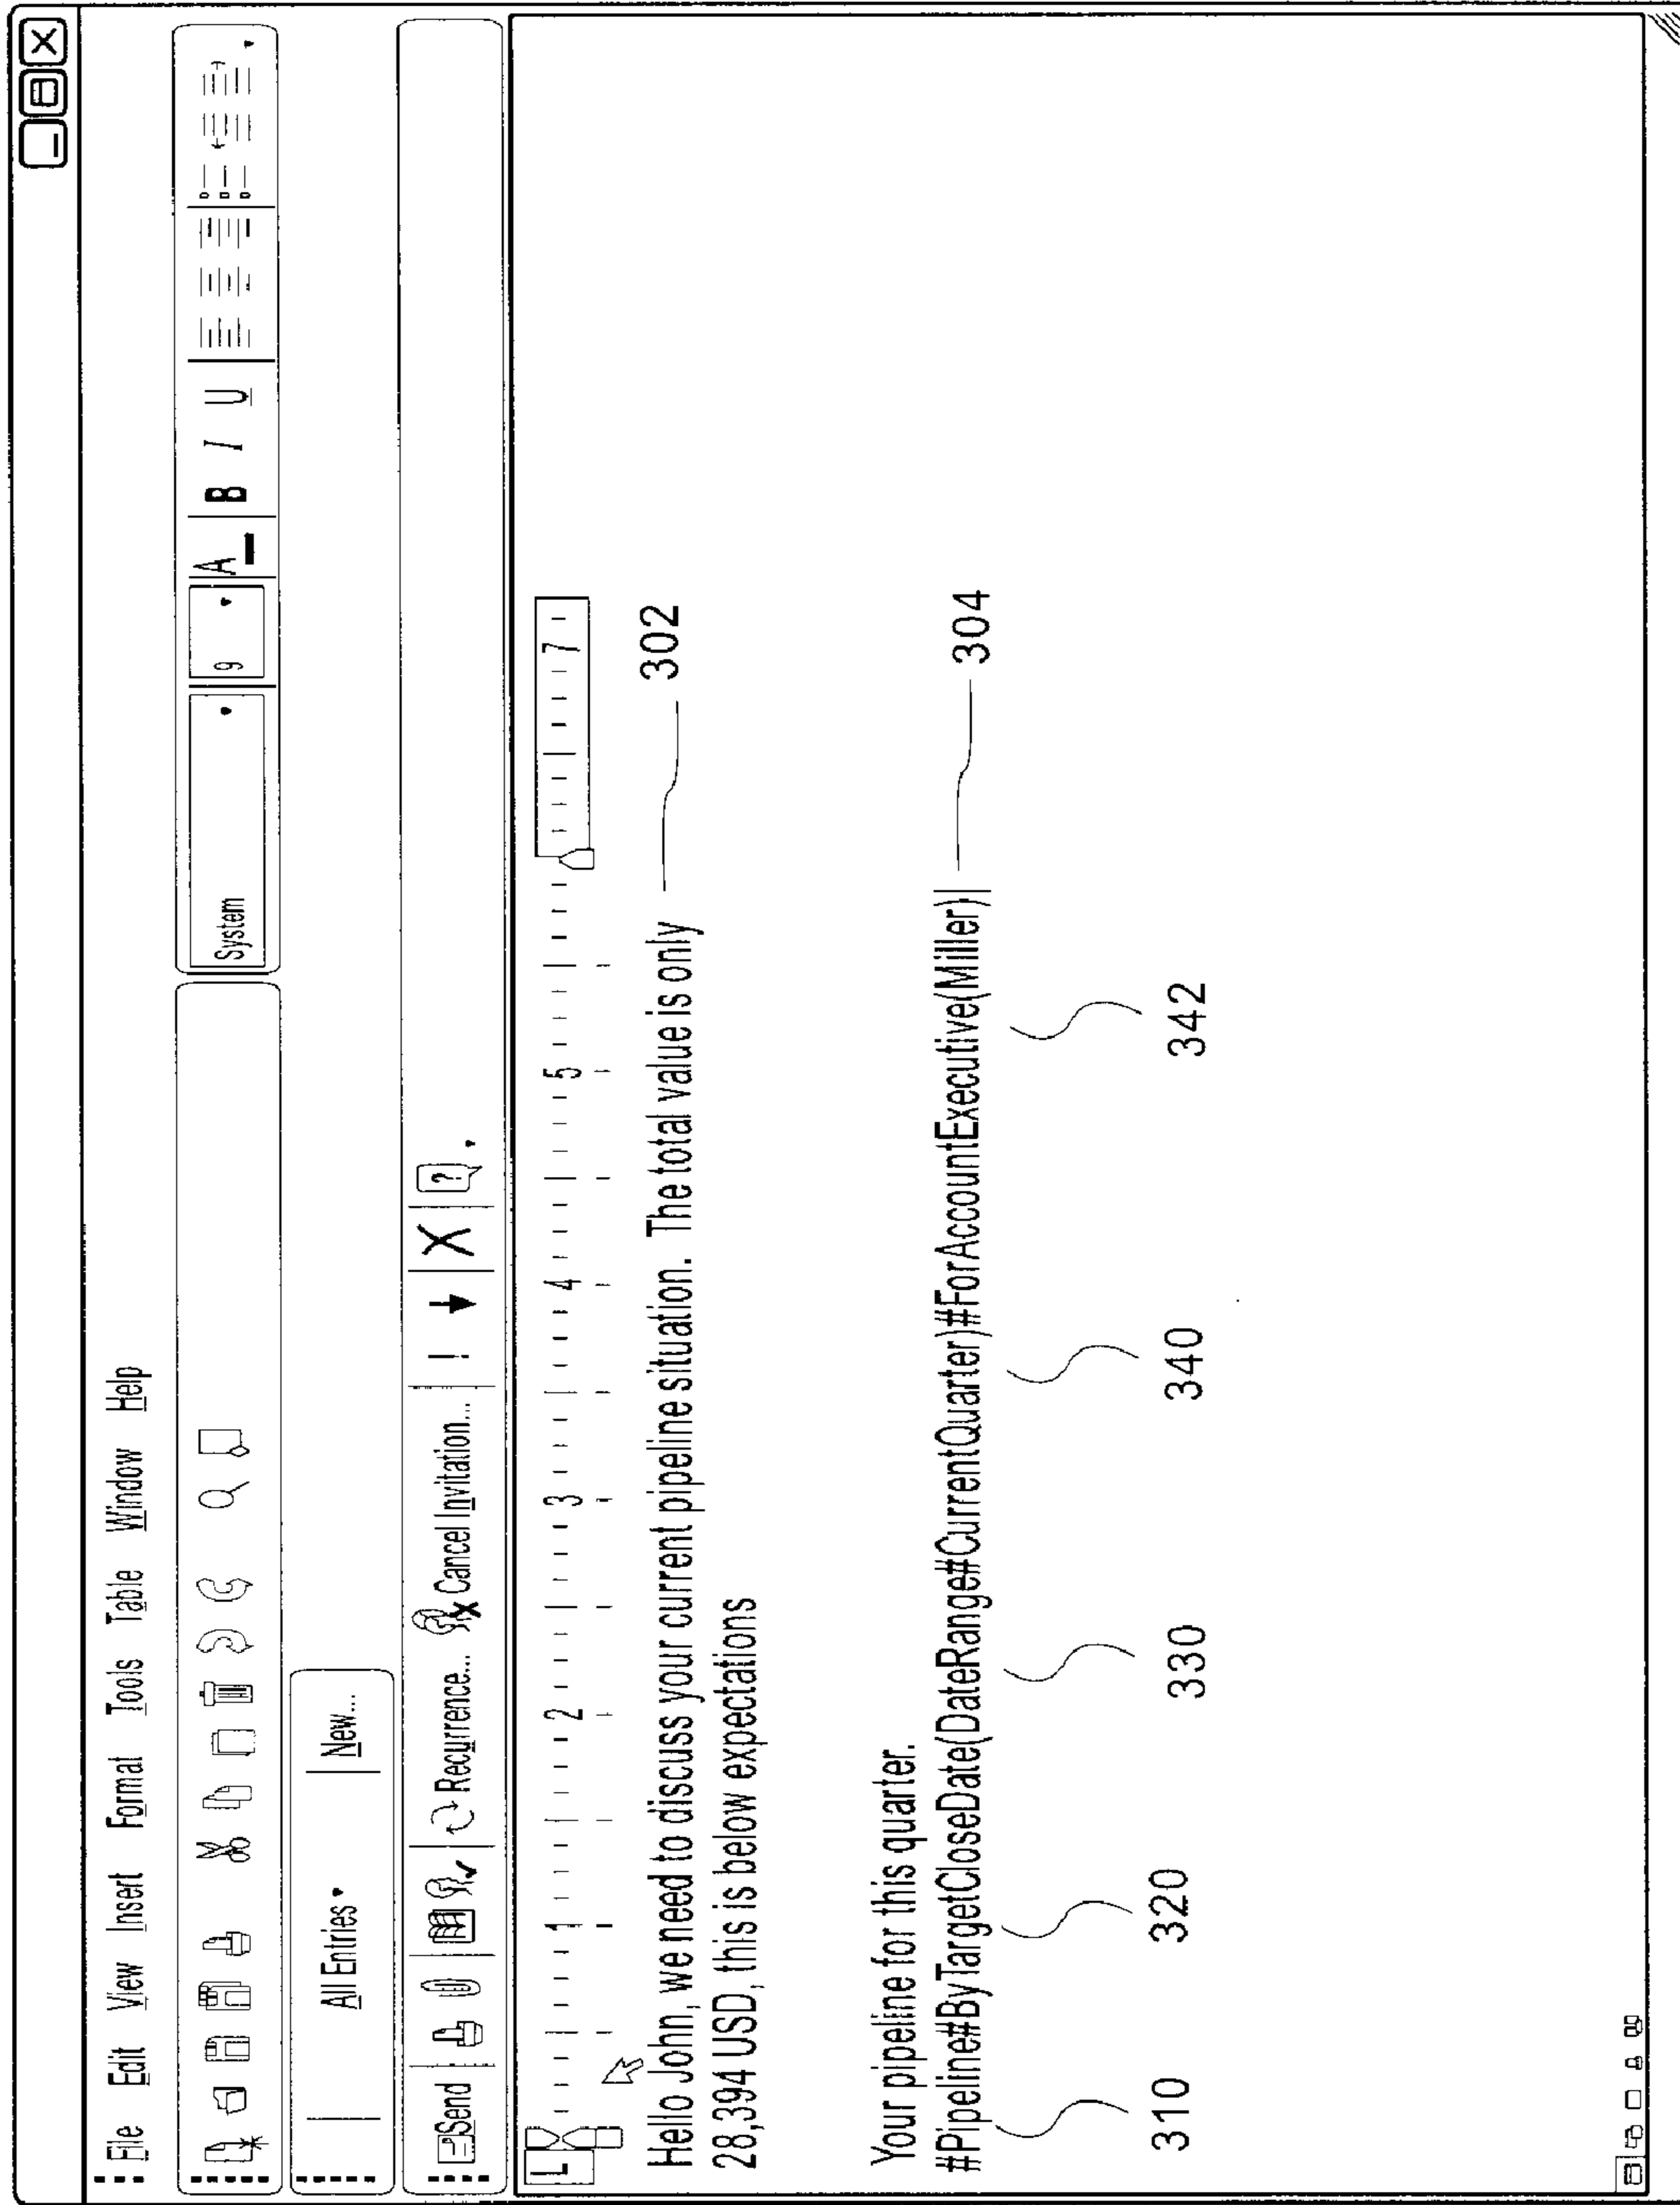 File Edit View Insert Format Tools Table Window Help
System 9 A B I U
All Entries New...
Send Recurrence... Cancel Invitation... ! X ?
L 1 2 3 4 5 7
Hello John, we need to discuss your current pipeline situation. The total value is only
28,394 USD, this is below expectations
302
Your pipeline for this quarter.
#Pipeline#ByTargetCloseDate(DateRange#CurrentQuarter)#ForAccountExecutive(Miller)
304
310 320 330 340 342